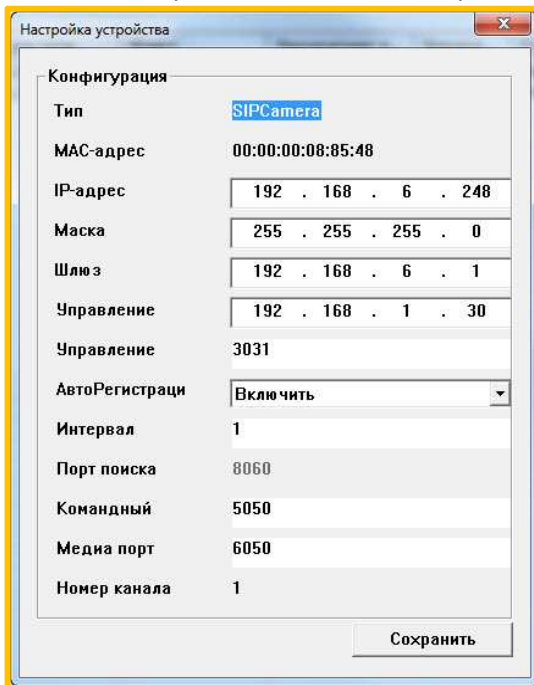 Настройка устройства
Конфигурация
Тип SIPCamera
MAC-адрес 00:00:00:08:85:48
IP-адрес 192 . 168 . 6 . 248
Маска 255 . 255 . 255 . 0
Шлюз 192 . 168 . 6 . 1
Управление 192 . 168 . 1 . 30
Управление 3031
АвтоРегистраци Включить
Интервал 1
Порт поиска 8060
Командный 5050
Медиа порт 6050
Номер канала 1
Сохранить